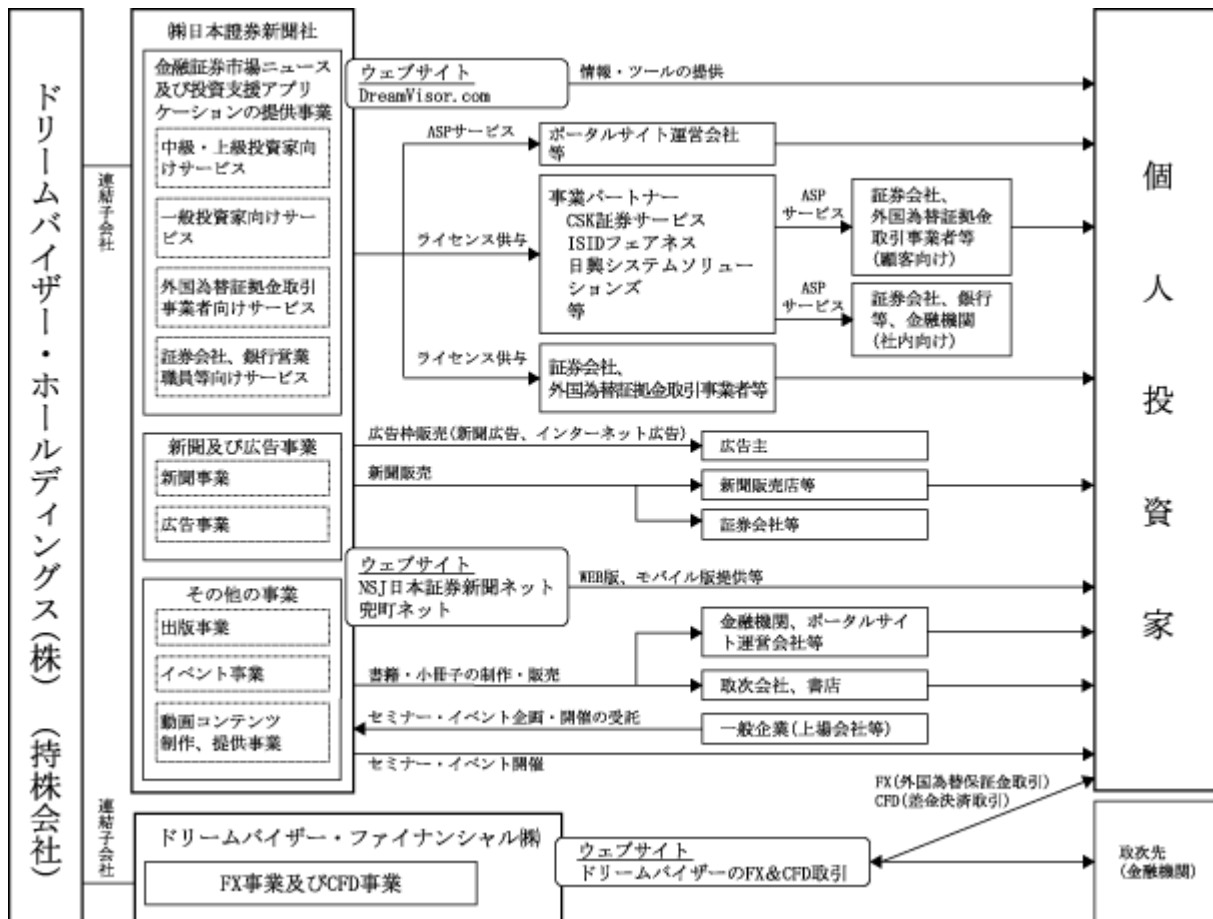 ドリームバイザー・ホールディングス(株) (持株会社)
連結子会社
㈱日本證券新聞社
金融証券市場ニュース
及び投資支援アプリ
ケーションの提供事業
中級・上級投資家向
けサービス
一般投資家向けサー
ビス
外国為替証拠金取引
事業者向けサービス
証券会社、銀行営業
職員等向けサービス
ウェブサイト
DreamVisor.com
情報・ツールの提供
ASPサービス
ポータルサイト運営会社
等
ライセンス供与
事業パートナー
CSK証券サービス
ISIDフェアネス
日興システムソリュー
ションズ
等
ASP
サービス
証券会社、
外国為替証拠金
取引事業者等
(顧客向け)
ASP
サービス
証券会社、銀行
等、金融機関
(社内向け)
ライセンス供与
証券会社、
外国為替証拠金取引事業者等
新聞及び広告事業
新聞事業
広告事業
広告枠販売(新聞広告、インターネット広告)
広告主
新聞販売
新聞販売店等
証券会社等
ウェブサイト
NSJ日本証券新聞ネット
兜町ネット
WEB版、モバイル版提供等
その他の事業
出版事業
イベント事業
動画コンテンツ
制作、提供事業
書籍・小冊子の制作・販売
金融機関、ポータルサイ
ト運営会社等
取次会社、書店
セミナー・イベント企画・開催の受託
一般企業(上場会社等)
セミナー・イベント開催
個人投資家
連結子会社
ドリームバイザー・ファイナンシャル㈱
FX事業及びCFD事業
ウェブサイト
ドリームバイザーのFX&CFD取引
FX(外国為替保証金取引)
CFD(差金決済取引)
取次先
(金融機関)